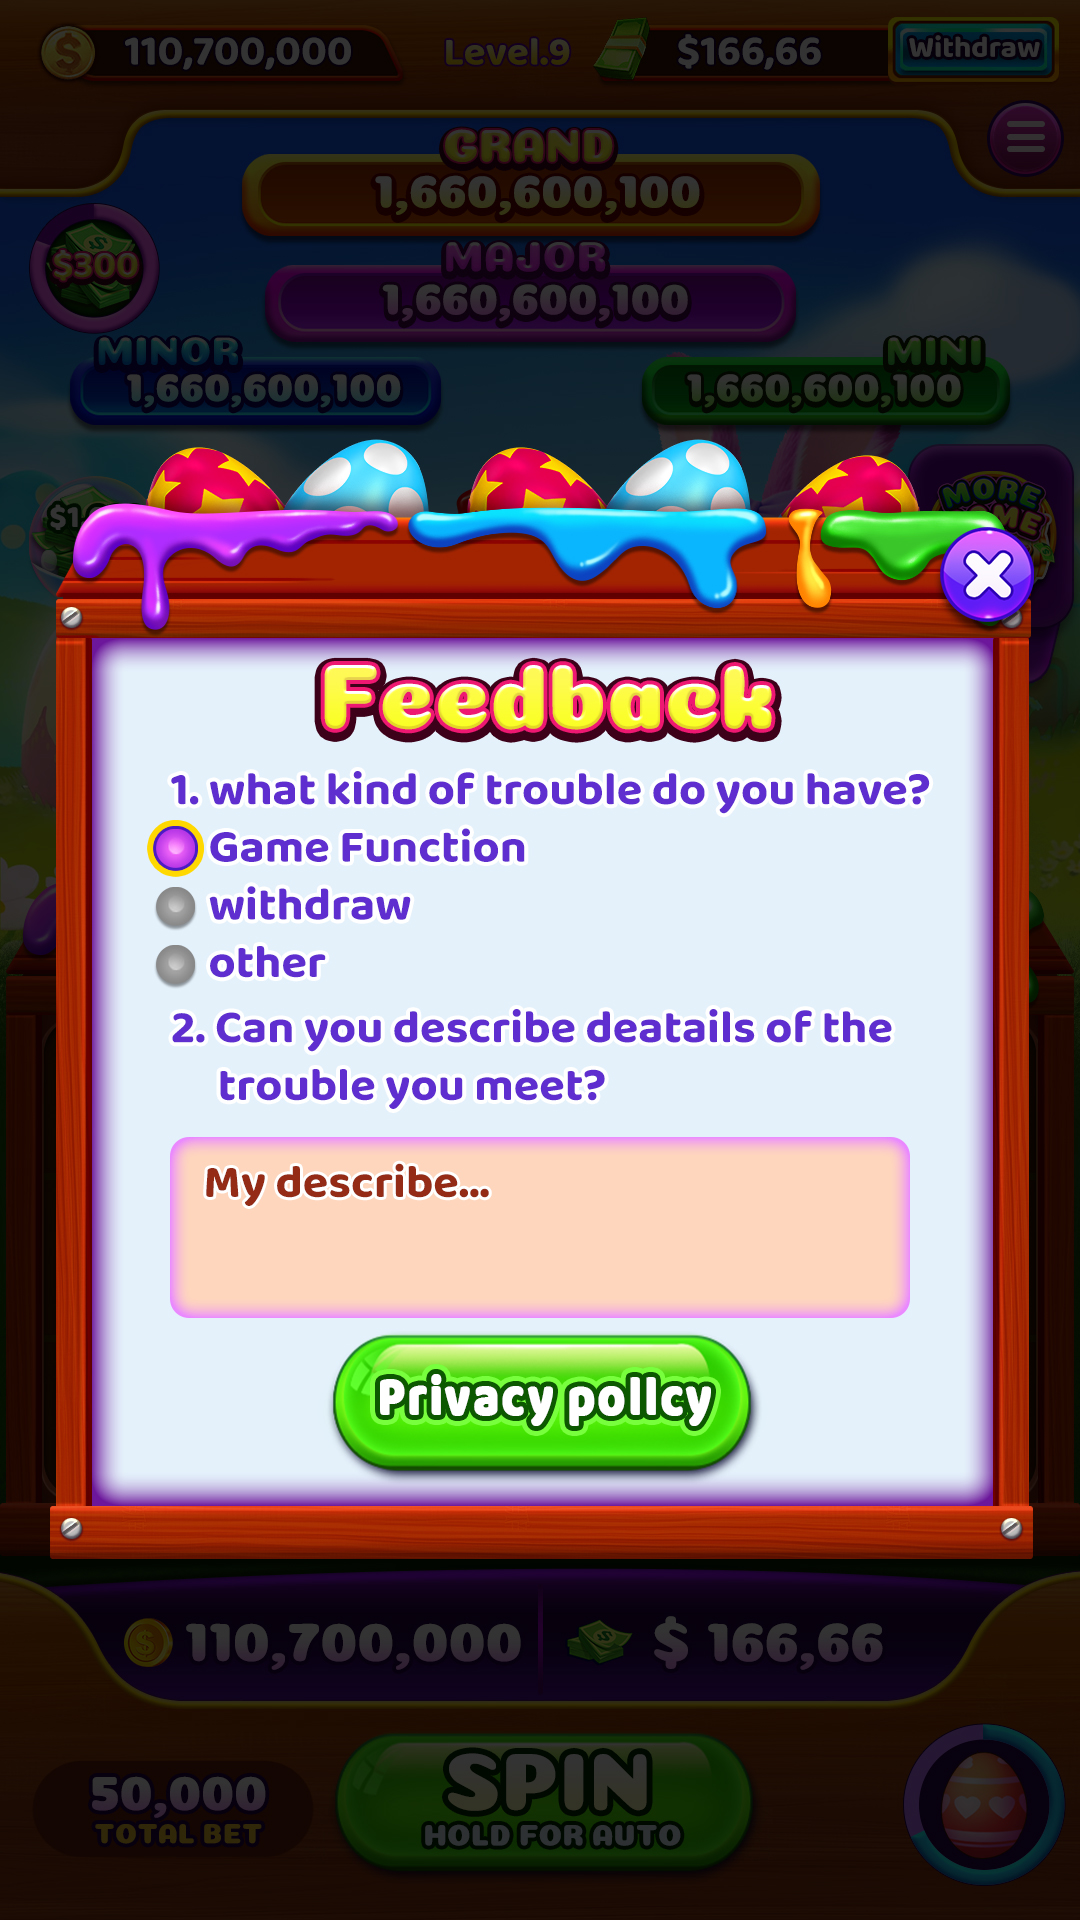 110,700,000 Level.9 $166,66 Withdraw
GRAND
1,660,600,100
$300
MAJOR
1,660,600,100
MINOR
1,660,600,100
MINI
1,660,600,100
MORE
Feedback
1. what kind of trouble do you have?
Game Function
withdraw
other
2. Can you describe deatails of the
trouble you meet?
My describe...
Privacy pollcy
110,700,000 $ 166,66
50,000
TOTAL BET
SPIN
HOLD FOR AUTO